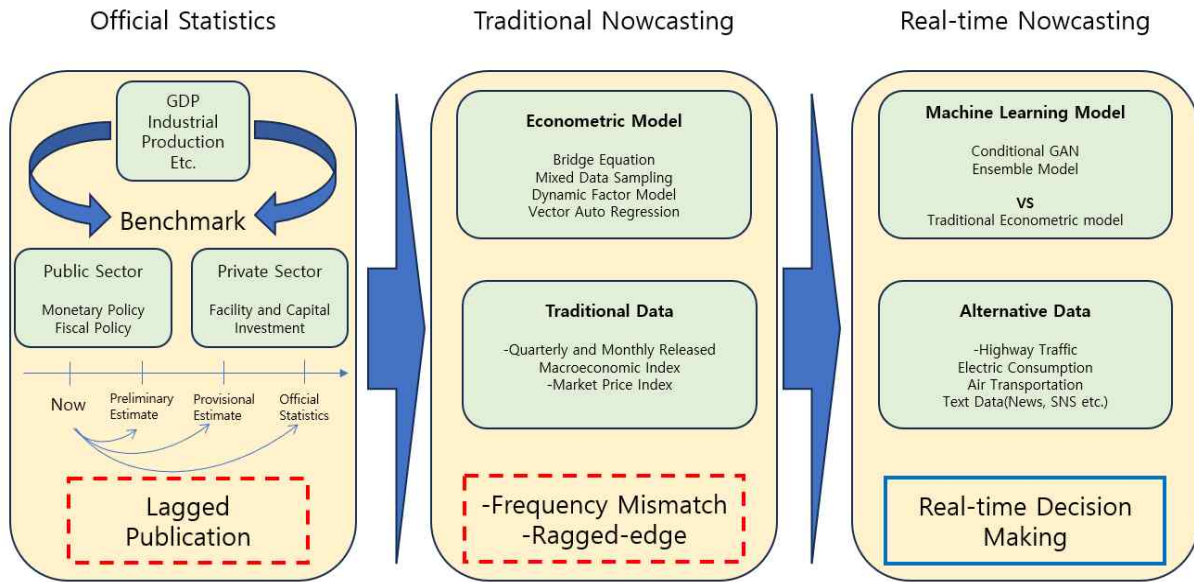 Official Statistics
GDP
Industrial
Production
Etc.
Benchmark
Public Sector
Monetary Policy
Fiscal Policy
Private Sector
Facility and Capital
Investment
Now
Preliminary
Estimate
Provisional
Estimate
Official
Statistics
Lagged
Publication
Traditional Nowcasting
Econometric Model
Bridge Equation
Mixed Data Sampling
Dynamic Factor Model
Vector Auto Regression
Traditional Data
-Quarterly and Monthly Released
Macroeconomic Index
-Market Price Index
-Frequency Mismatch
-Ragged-edge
Real-time Nowcasting
Machine Learning Model
Conditional GAN
Ensemble Model
VS
Traditional Econometric model
Alternative Data
-Highway Traffic
Electric Consumption
Air Transportation
Text Data(News, SNS etc.)
Real-time Decision
Making